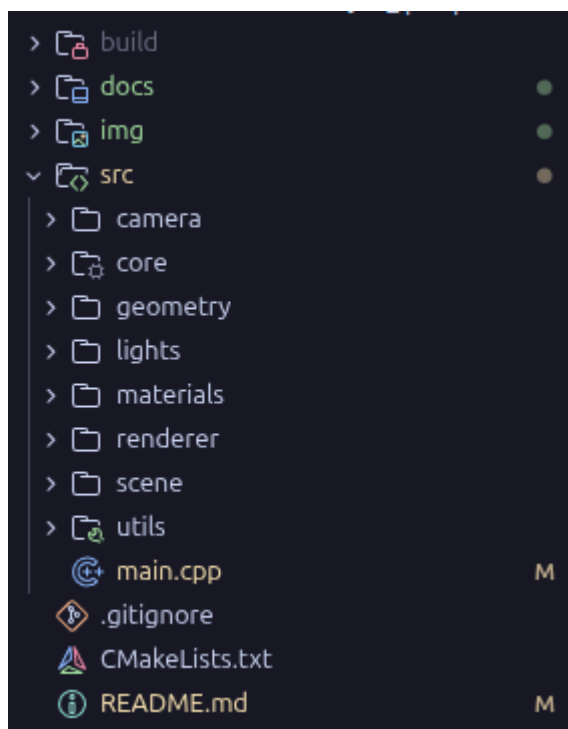 build
docs
img
src
camera
core
geometry
lights
materials
renderer
scene
utils
main.cpp M
.gitignore
CMakeLists.txt
README.md M